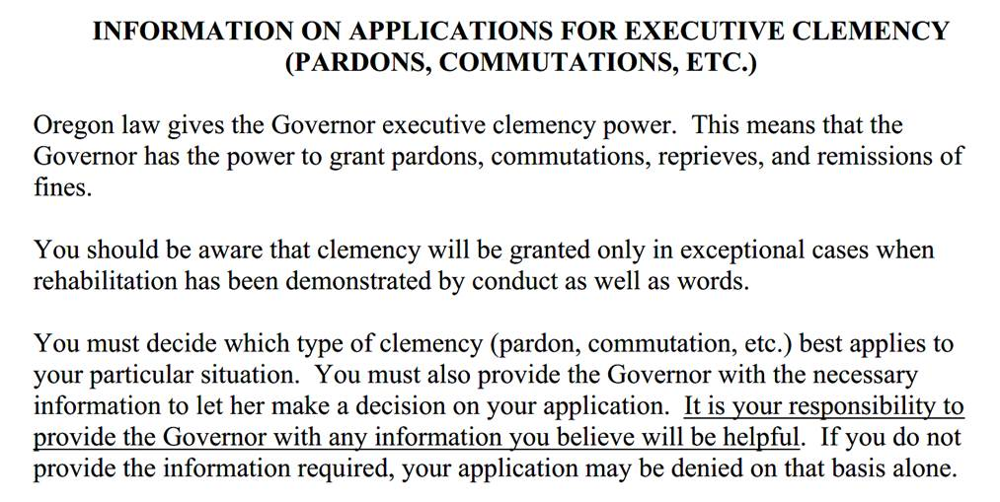 INFORMATION ON APPLICATIONS FOR EXECUTIVE CLEMENCY
(PARDONS, COMMUTATIONS, ETC.)
Oregon law gives the Governor executive clemency power.  This means that the
Governor has the power to grant pardons, commutations, reprieves, and remissions of
fines.
You should be aware that clemency will be granted only in exceptional cases when
rehabilitation has been demonstrated by conduct as well as words.
You must decide which type of clemency (pardon, commutation, etc.) best applies to
your particular situation.  You must also provide the Governor with the necessary
information to let her make a decision on your application.  It is your responsibility to
provide the Governor with any information you believe will be helpful.  If you do not
provide the information required, your application may be denied on that basis alone.